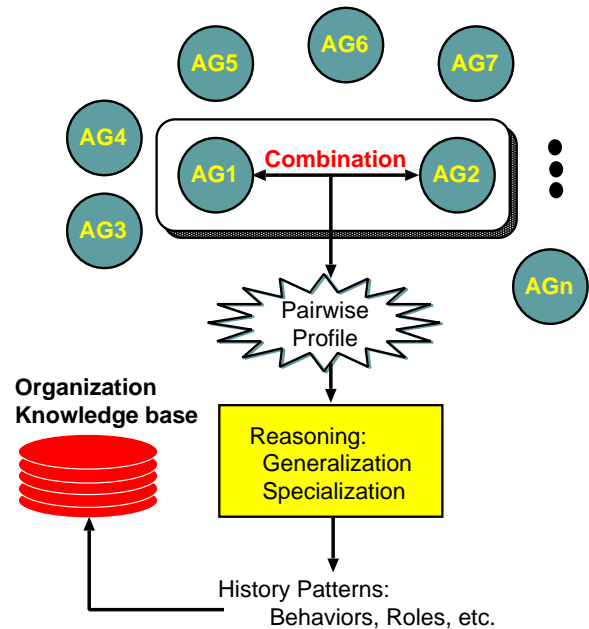 AG6
AG5
AG7
AG4
Combination
AG1
AG2
AG3
AGn
Pairwise
Profile
Organization
Knowledge base
Reasoning:
Generalization
Specialization
History Patterns:
Behaviors, Roles, etc.